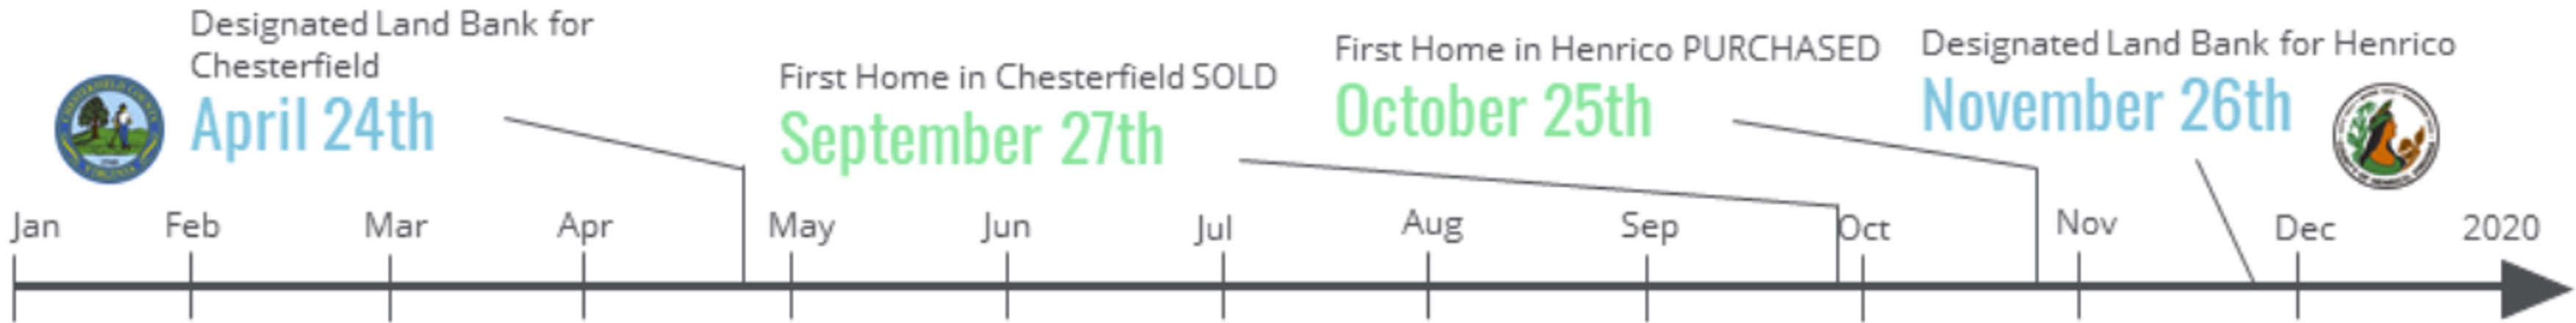 Designated Land Bank for
Chesterfield
April 24th
First Home in Chesterfield SOLD
September 27th
First Home in Henrico PURCHASED
October 25th
Designated Land Bank for Henrico
November 26th
Jan Feb Mar Apr May Jun Jul Aug Sep Oct Nov Dec 2020